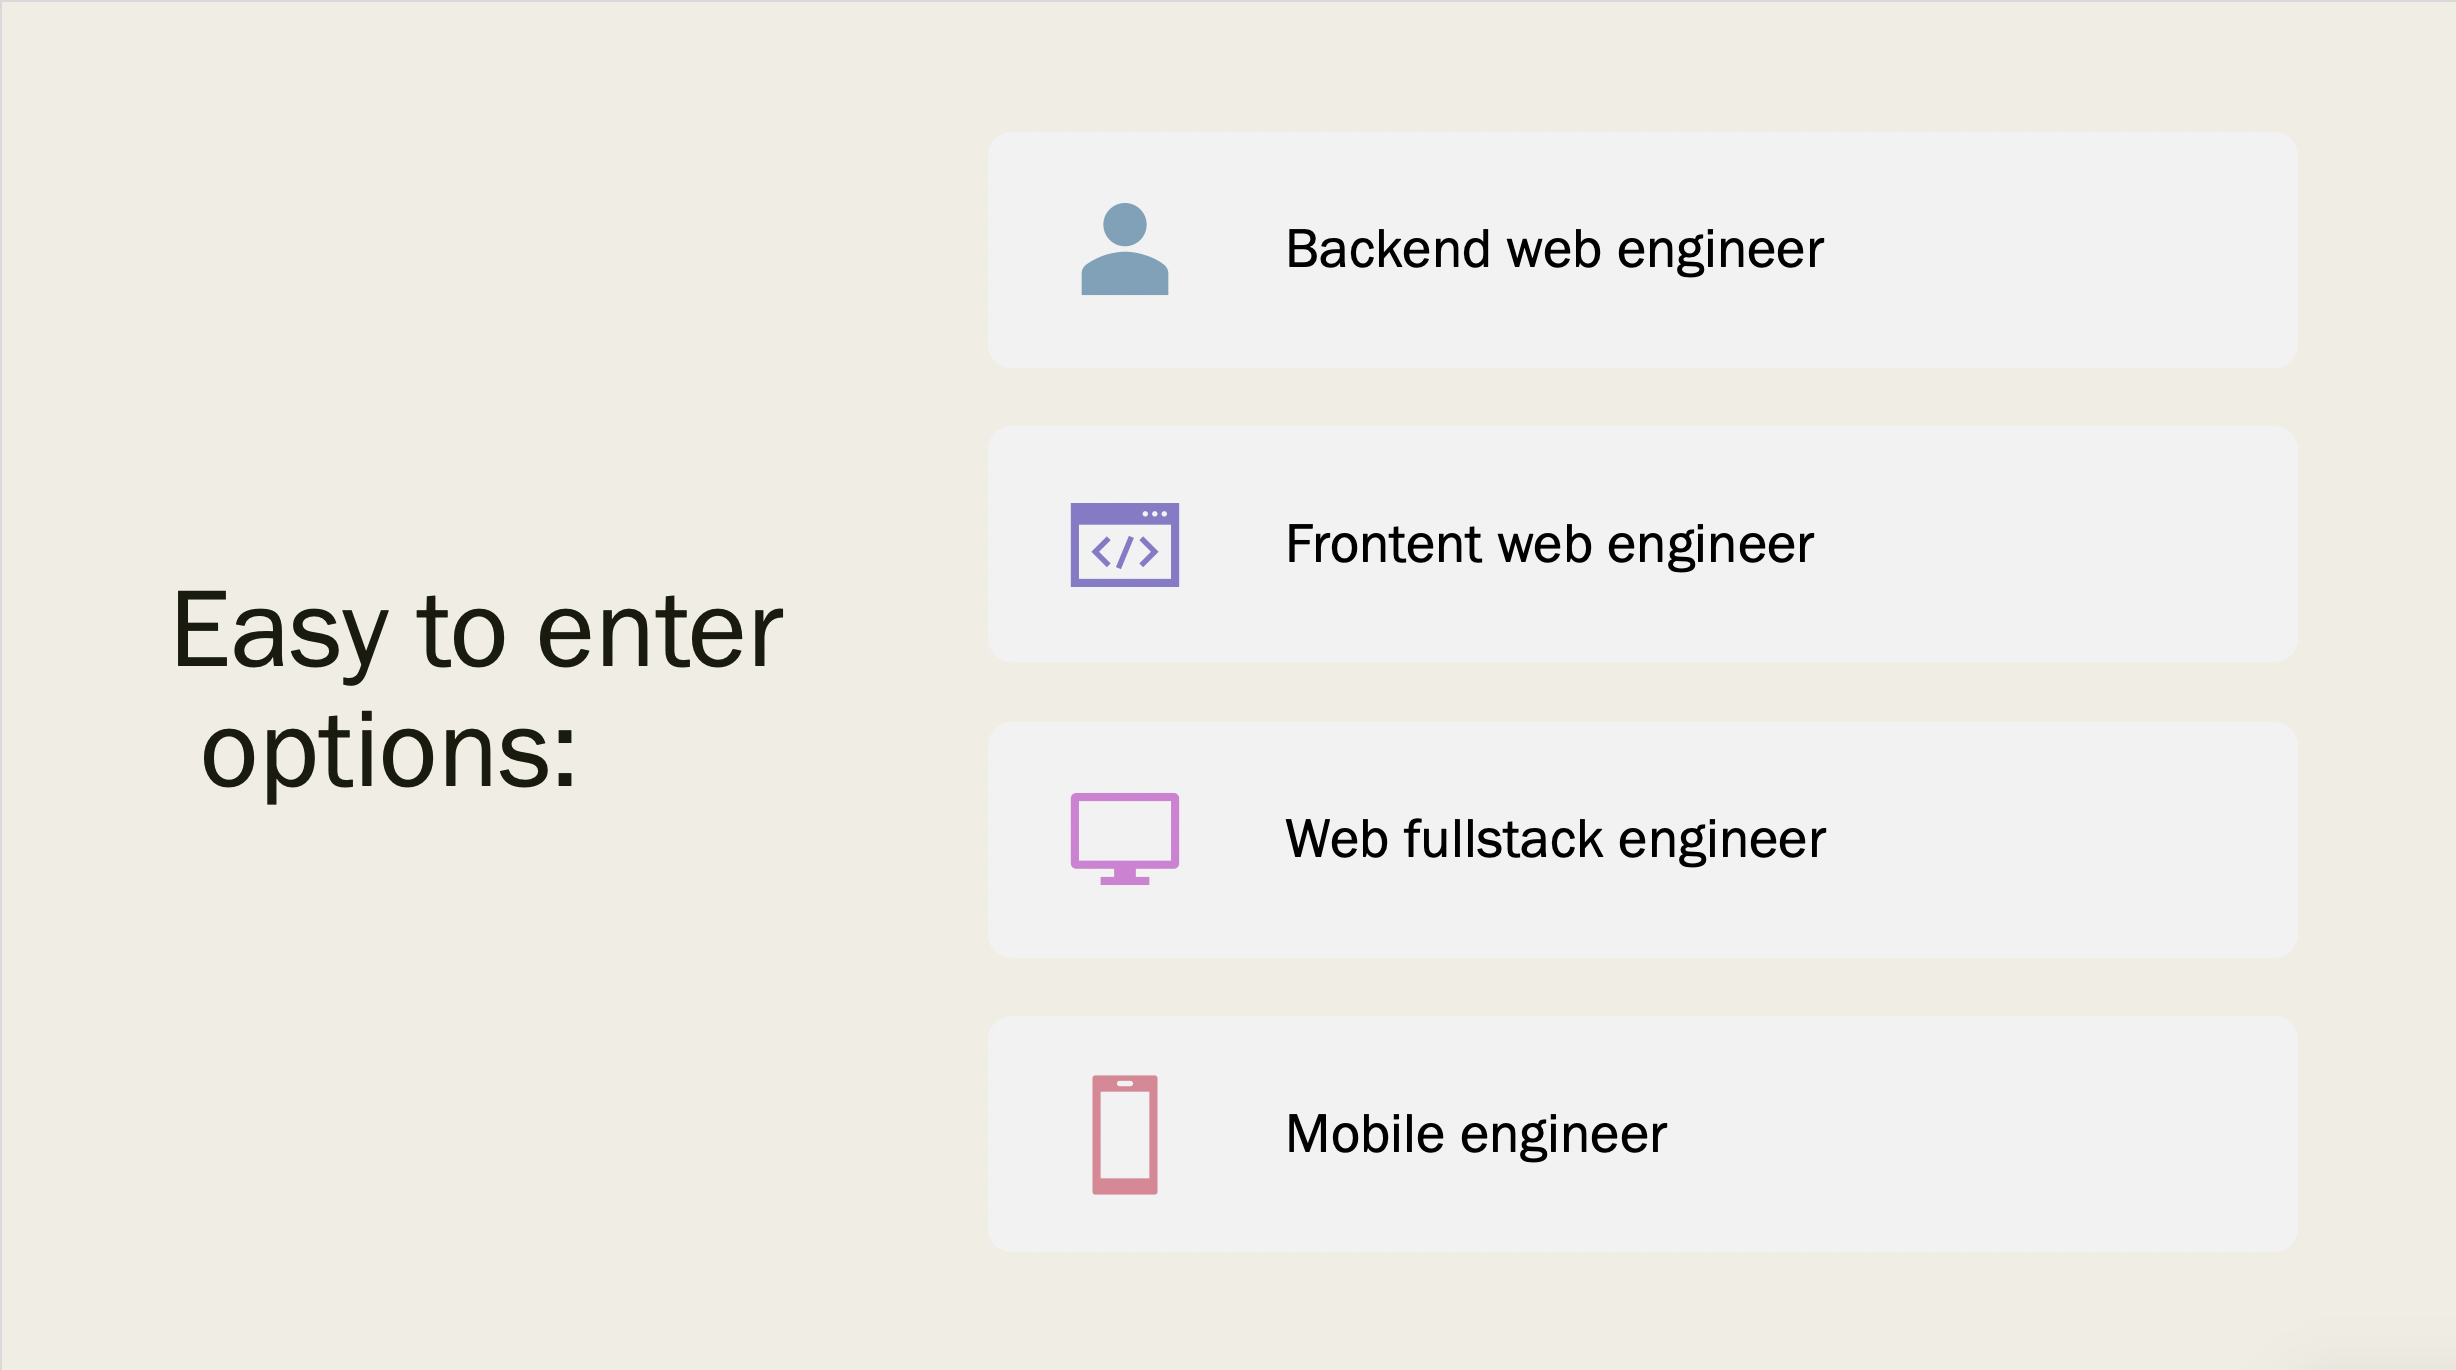 Easy to enter
options:
Backend web engineer
Frontent web engineer
Web fullstack engineer
Mobile engineer